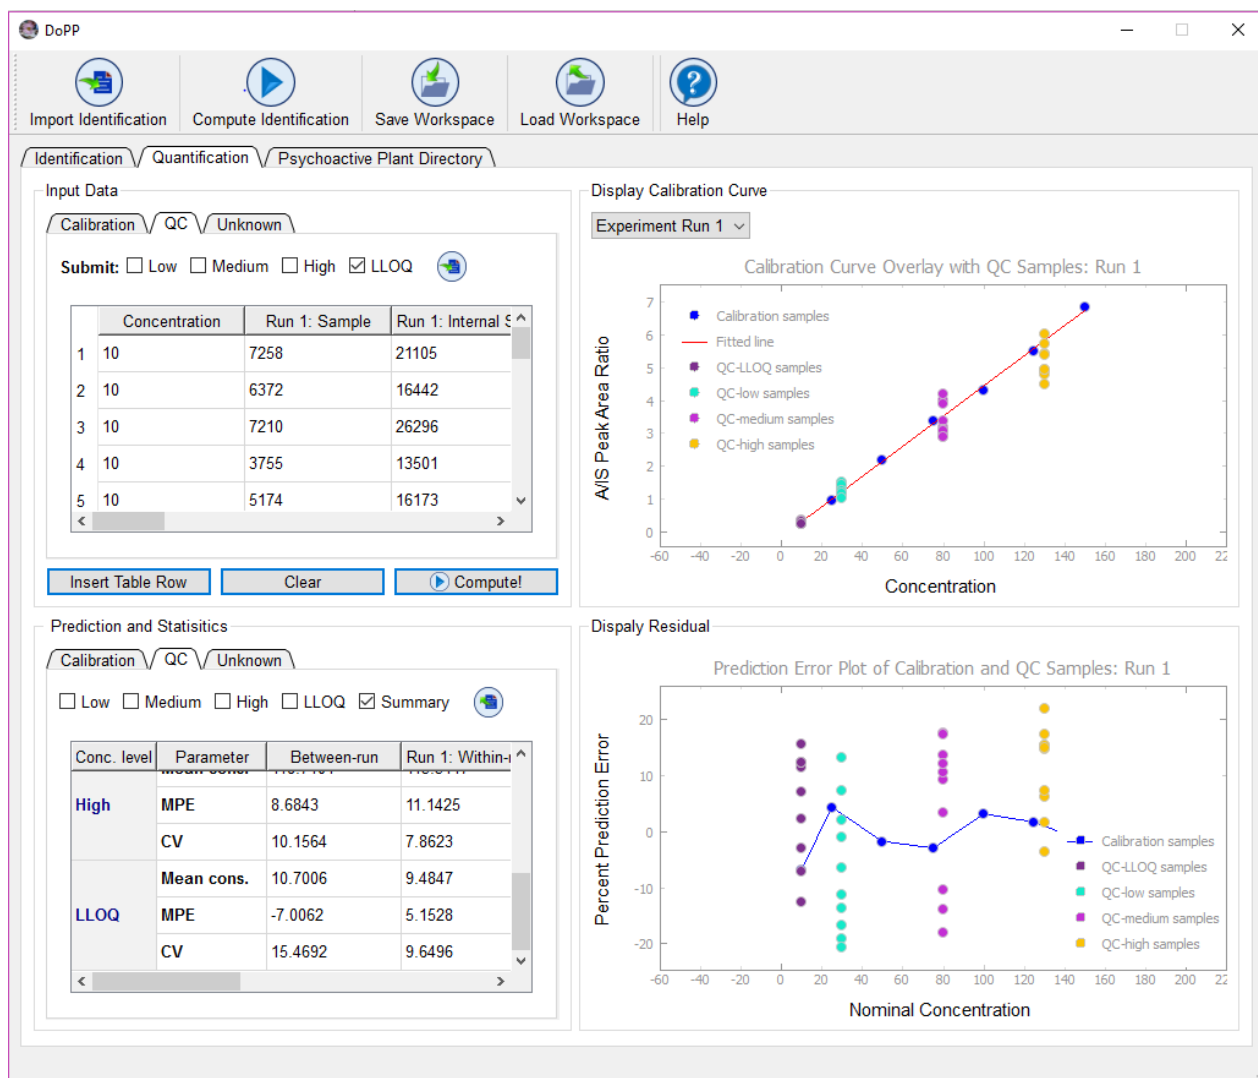 DoPP
Import Identification
Compute Identification
Save Workspace
Load Workspace
Help
Identification
Quantification
Psychoactive Plant Directory
Input Data
Calibration
QC
Unknown
Submit: Low Medium High LLOQ
Concentration Run 1: Sample Run 1: Internal S
1 10 7258 21105
2 10 6372 16442
3 10 7210 26296
4 10 3755 13501
5 10 5174 16173
Insert Table Row
Clear
Compute!
Display Calibration Curve
Experiment Run 1
Calibration Curve Overlay with QC Samples: Run 1
A/IS Peak Area Ratio
7
6
5
4
3
2
1
0
Calibration samples
Fitted line
QC-LLOQ samples
QC-low samples
QC-medium samples
QC-high samples
-60 -40 -20 0 20 40 60 80 100 120 140 160 180 200 22
Concentration
Prediction and Statisitics
Calibration
QC
Unknown
Low Medium High LLOQ Summary
Conc. level Parameter Between-run Run 1: Within-r
High
MPE 8.6843 11.1425
CV 10.1564 7.8623
LLOQ
Mean cons. 10.7006 9.4847
MPE -7.0062 5.1528
CV 15.4692 9.6496
Dispaly Residual
Prediction Error Plot of Calibration and QC Samples: Run 1
Percent Prediction Error
20
10
0
-10
-20
Calibration samples
QC-LLOQ samples
QC-low samples
QC-medium samples
QC-high samples
-60 -40 -20 0 20 40 60 80 100 120 140 160 180 200 22
Nominal Concentration